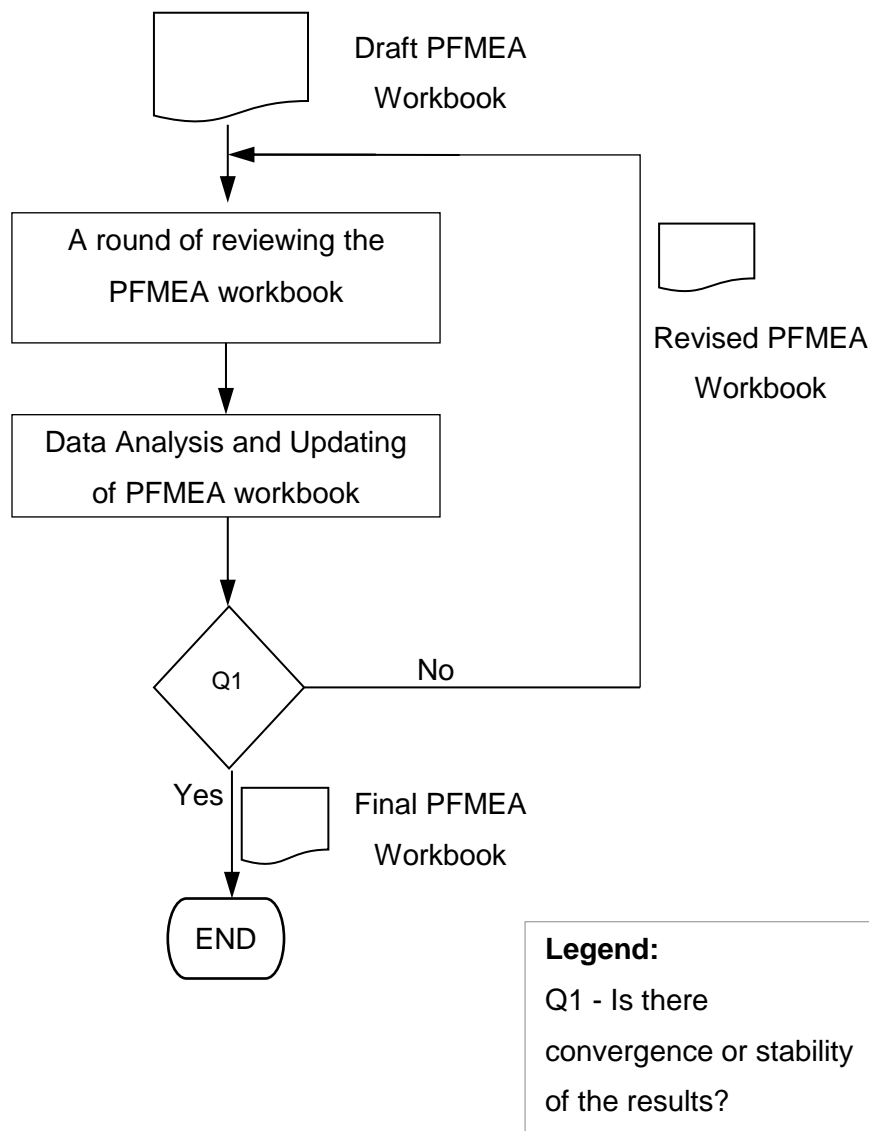 Draft PFMEA
Workbook
A round of reviewing the
PFMEA workbook
Revised PFMEA
Workbook
Data Analysis and Updating
of PFMEA workbook
Q1
No
Yes
Final PFMEA
Workbook
END
Legend:
Q1 - Is there
convergence or stability
of the results?